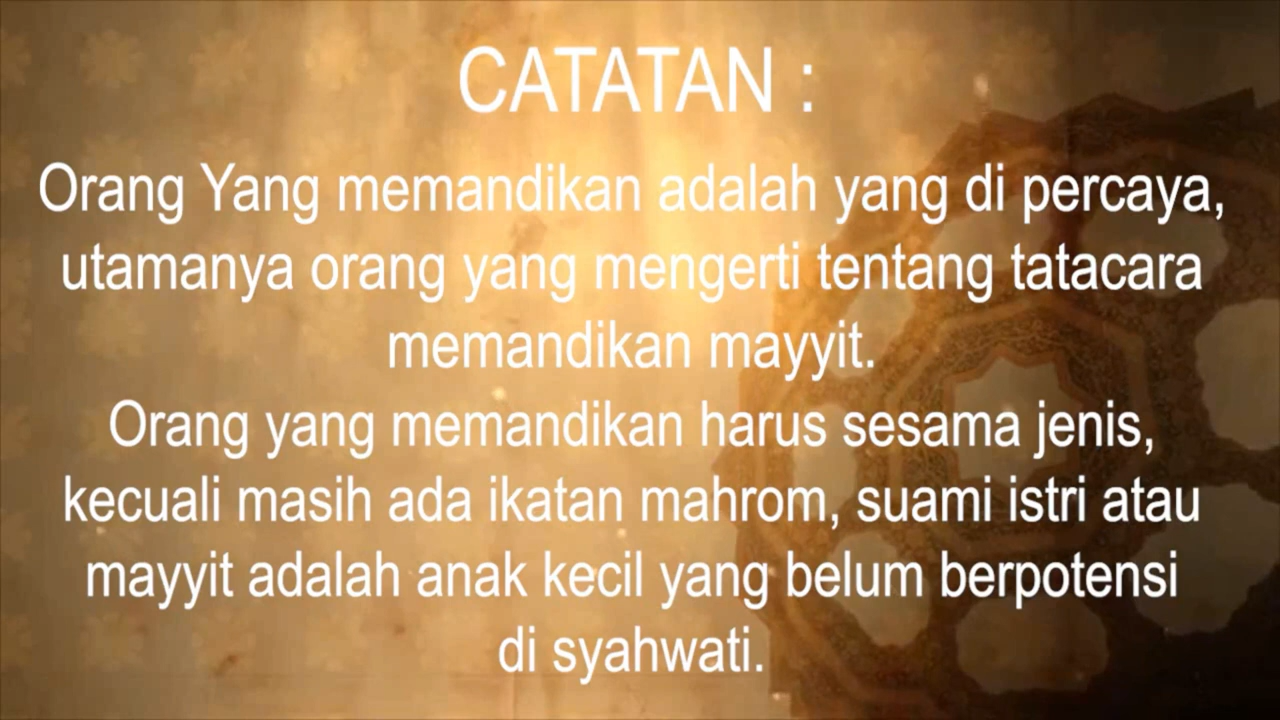 CATATAN :
Orang Yang memandikan adalah yang di percaya,
utamanya orang yang mengerti tentang tatacara
memandikan mayyit.
Orang yang memandikan harus sesama jenis,
kecuali masih ada ikatan mahrom, suami istri atau
mayyit adalah anak kecil yang belum berpotensi
di syahwati.